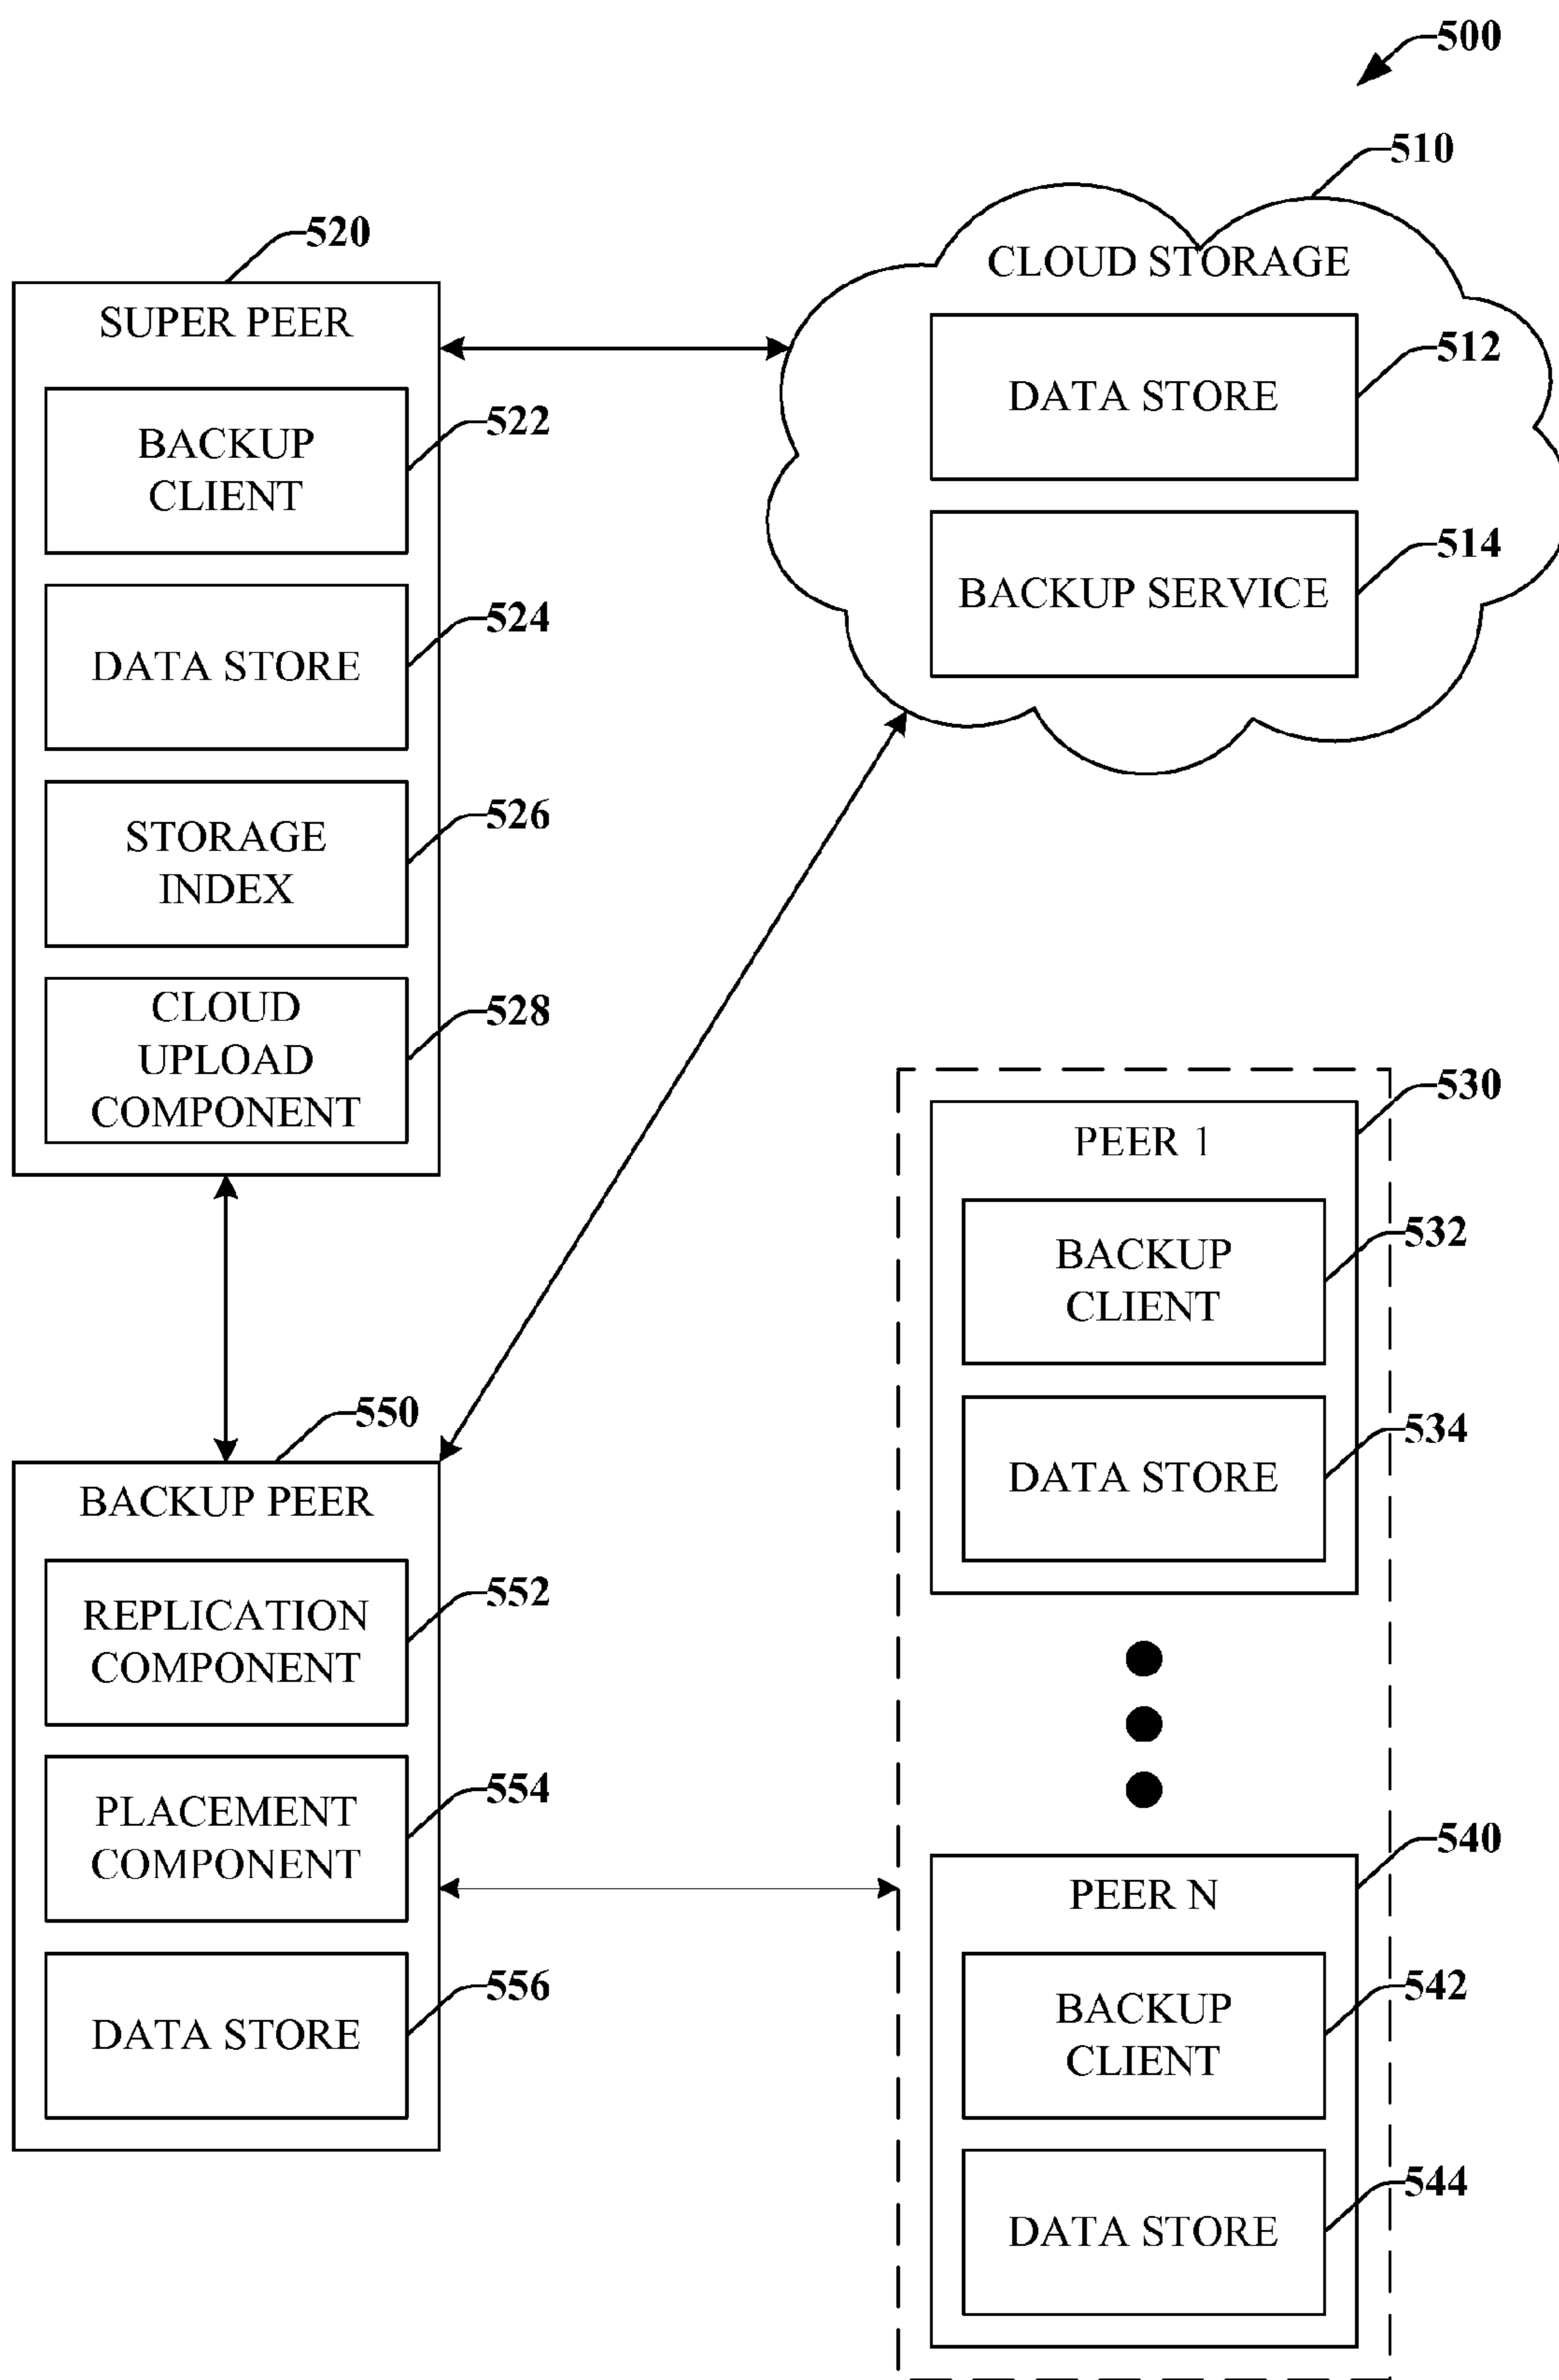 500
510
CLOUD STORAGE
512
DATA STORE
514
BACKUP SERVICE
520
SUPER PEER
522
BACKUP
CLIENT
524
DATA STORE
526
STORAGE
INDEX
528
CLOUD
UPLOAD
COMPONENT
530
PEER 1
532
BACKUP
CLIENT
534
DATA STORE
550
BACKUP PEER
552
REPLICATION
COMPONENT
554
PLACEMENT
COMPONENT
556
DATA STORE
540
PEER N
542
BACKUP
CLIENT
544
DATA STORE